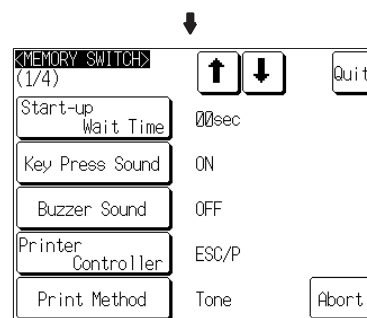 <MEMORY SWITCH>
(1/4)
Quit
Start-up
Wait Time
00sec
Key Press Sound
ON
Buzzer Sound
OFF
Printer
Controller
ESC/P
Print Method
Tone
Abort